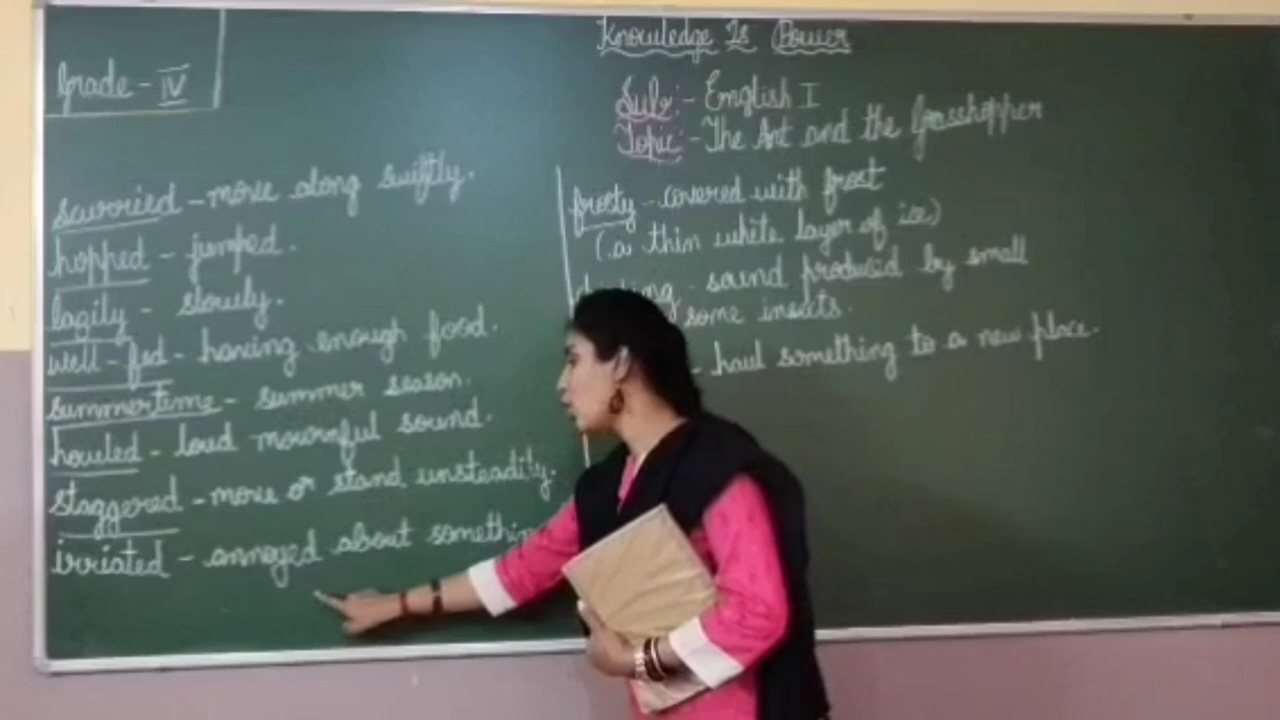 Grade - IV
Knowledge Is Power
Sub:- English I
Topic:- The Ant and the Grasshopper
scurried - move along swiftly.
hopped - jumped.
lazily - slowly.
well-fed - having enough food.
summertime - summer season.
howled - loud mournful sound.
staggered - move or stand unsteadily.
irriated - annoyed about somethin
frosty - covered with frost
(a thin white layer of ice)
sound produced by small
some insects.
- haul something to a new place.